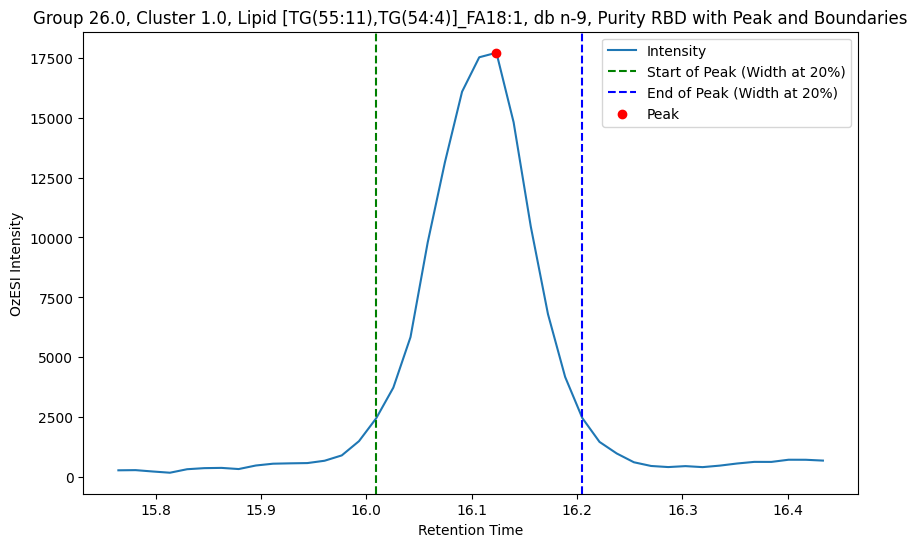 Group 26.0, Cluster 1.0, Lipid [TG(55:11),TG(54:4)]_FA18:1, db n-9, Purity RBD with Peak and Boundaries
Intensity
Start of Peak (Width at 20%)
End of Peak (Width at 20%)
Peak
OzESI Intensity
17500
15000
12500
10000
7500
5000
2500
0
15.8 15.9 16.0 16.1 16.2 16.3 16.4
Retention Time